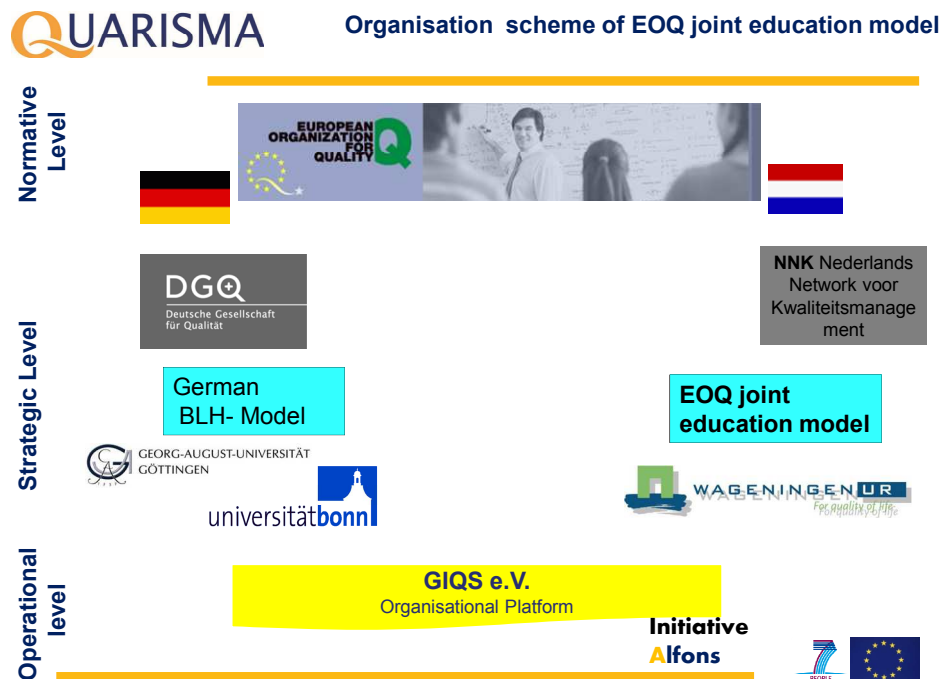 QUARISMA
Organisation scheme of EOQ joint education model
Normative
Level
EUROPEAN
ORGANIZATION
FOR
QUALITY
Q
DGQ
Deutsche Gesellschaft
für Qualität
NNK Nederlands
Network voor
Kwaliteitsmanage
ment
Strategic Level
German
BLH- Model
EOQ joint
education model
GEORG-AUGUST-UNIVERSITÄT
GÖTTINGEN
universitätbonn
WAGENINGEN UR
For quality of life
Operational
level
GIQS e.V.
Organisational Platform
Initiative
Alfons
7
PEOPLE